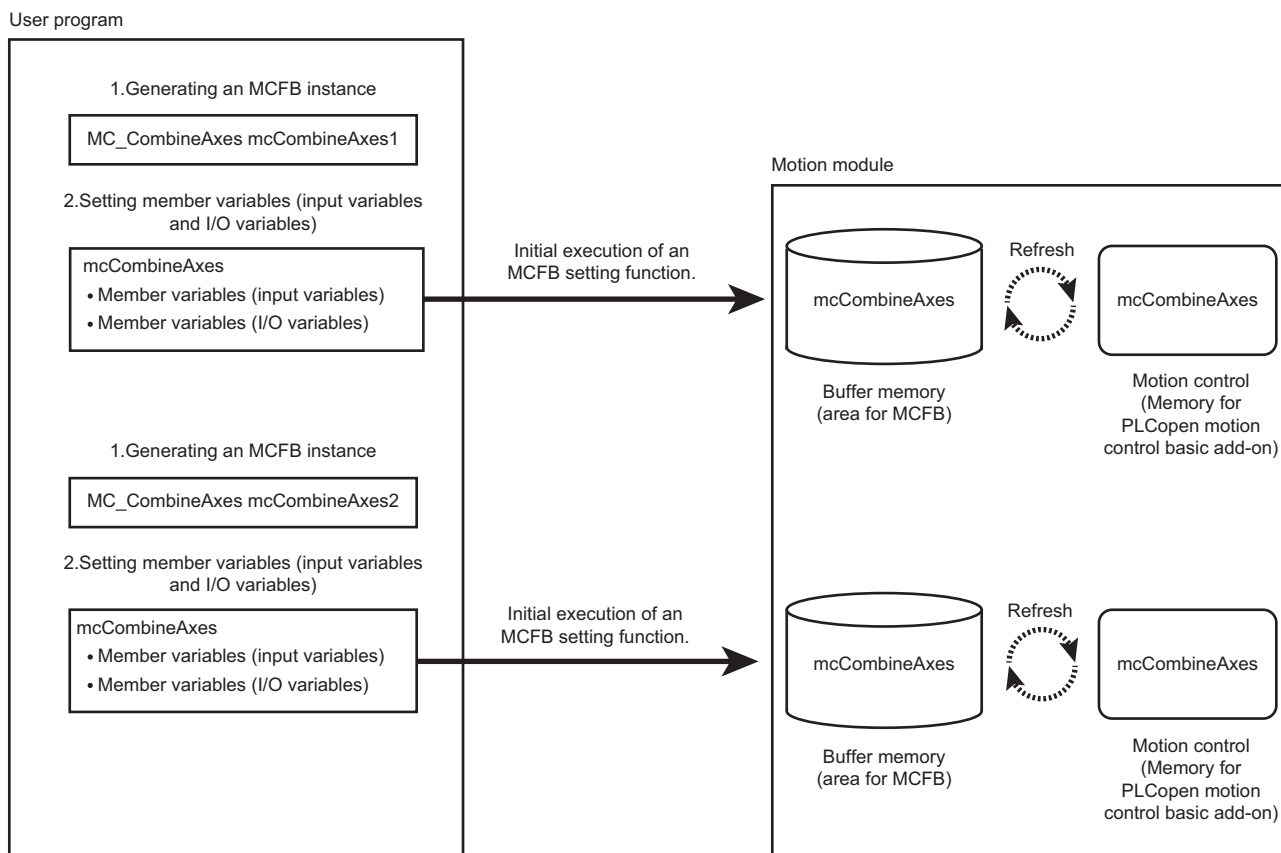 User program
1.Generating an MCFB instance
MC_CombineAxes mcCombineAxes1
2.Setting member variables (input variables
and I/O variables)
mcCombineAxes
• Member variables (input variables)
• Member variables (I/O variables)
Initial execution of an
MCFB setting function.
Motion module
mcCombineAxes
Buffer memory
(area for MCFB)
Refresh
mcCombineAxes
Motion control
(Memory for
PLCopen motion
control basic add-on)
1.Generating an MCFB instance
MC_CombineAxes mcCombineAxes2
2.Setting member variables (input variables
and I/O variables)
mcCombineAxes
• Member variables (input variables)
• Member variables (I/O variables)
Initial execution of an
MCFB setting function.
mcCombineAxes
Buffer memory
(area for MCFB)
Refresh
mcCombineAxes
Motion control
(Memory for
PLCopen motion
control basic add-on)